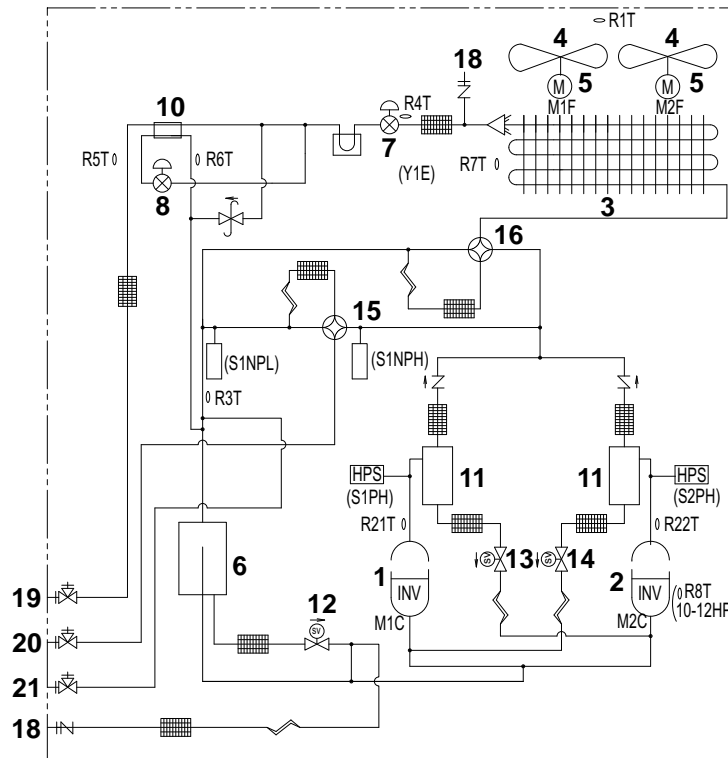 R1T
4
4
18
5
5
M
M
R4T
10
M1F
M2F
7
R5T
R6T
(Y1E)
R7T
8
3
16
15
(S1NPL)
(S1NPH)
R3T
HPS
11
11
HPS
(S1PH)
(S2PH)
R21T
R22T
6
SV
13
SV
14
1
2
19
INV
INV
R8T
12
10-12HP
M1C
M2C
SV
20
21
18